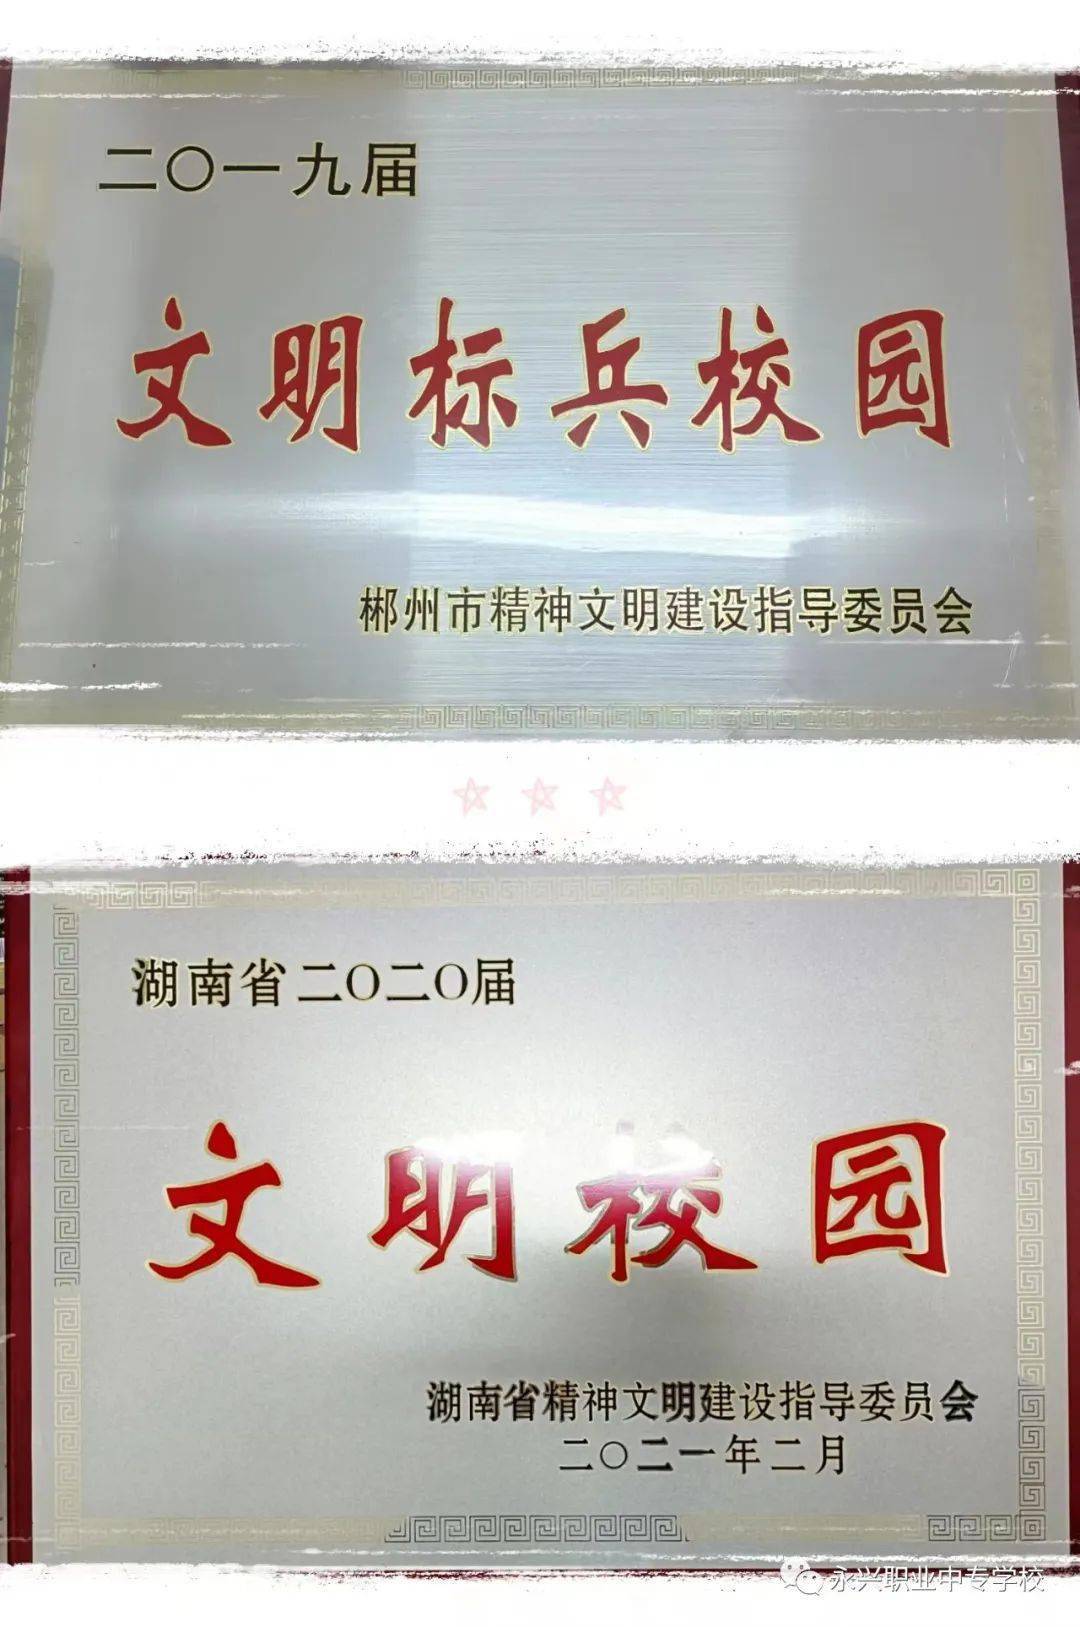 二〇一九届
文明标兵校园
郴州市精神文明建设指导委员会
湖南省二〇二〇届
文明校园
湖南省精神文明建设指导委员会
二〇二一年二月
永兴职业中专学校